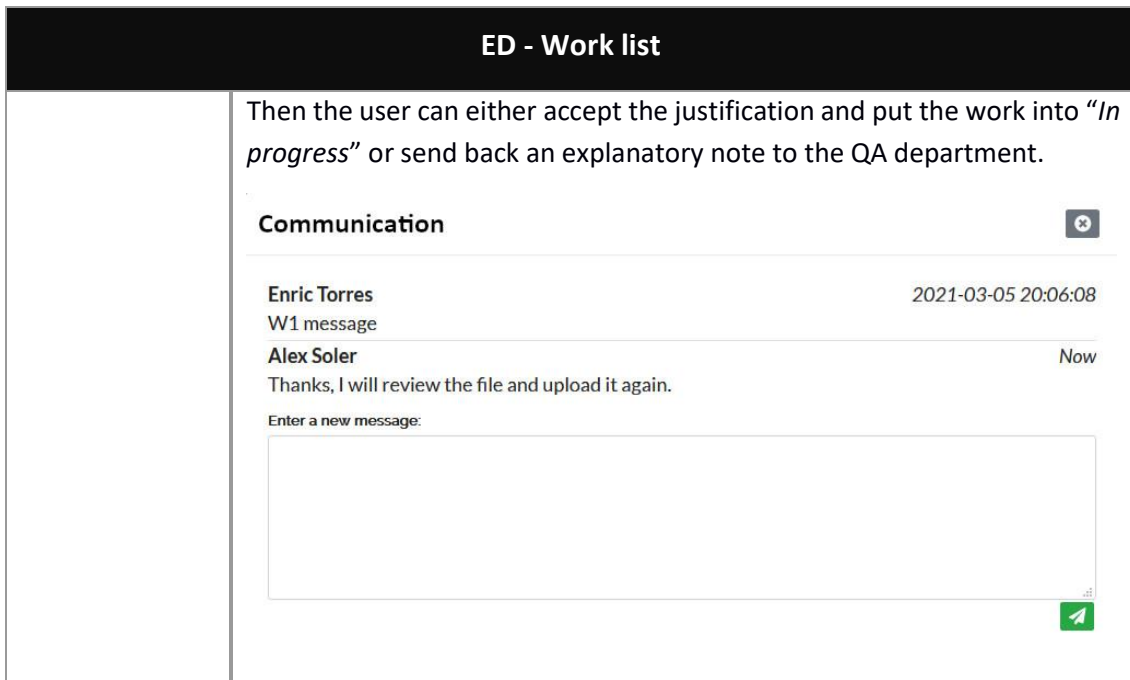 ED - Work list
Then the user can either accept the justification and put the work into “In
progress” or send back an explanatory note to the QA department.
Communication
Enric Torres 2021-03-05 20:06:08
W1 message
Alex Soler Now
Thanks, I will review the file and upload it again.
Enter a new message: